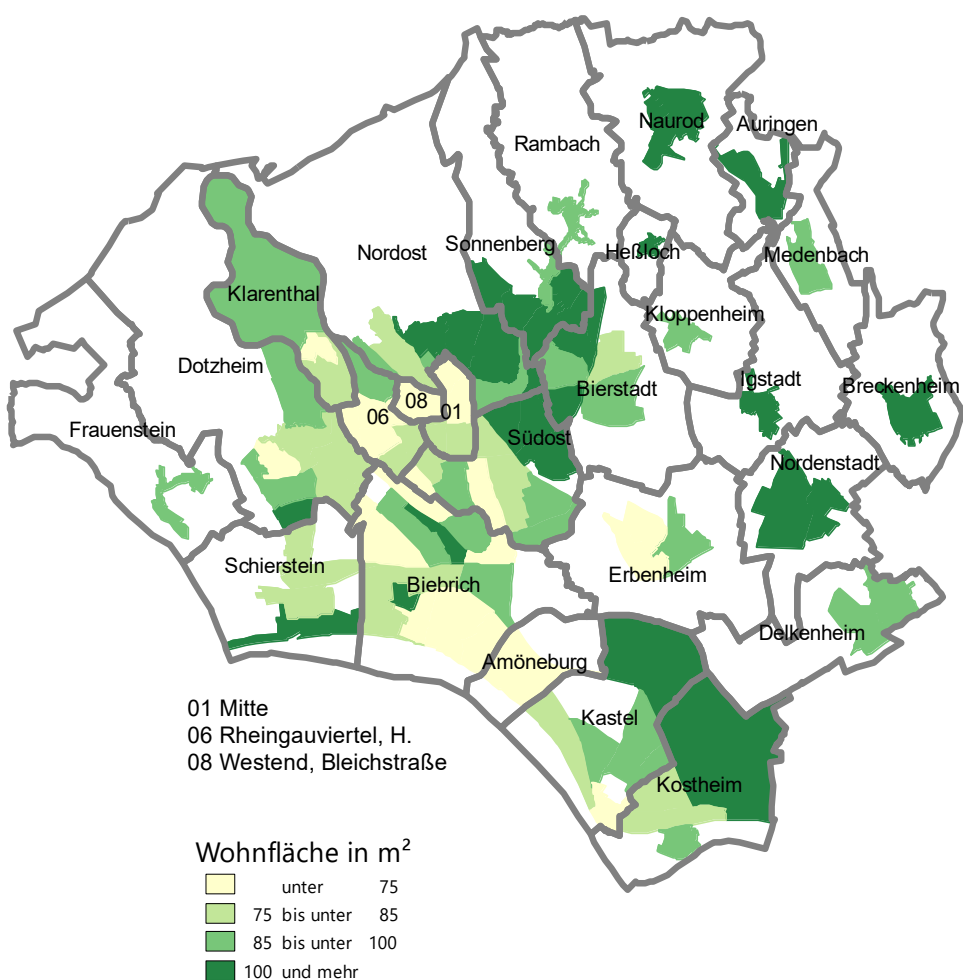 Naurod
Auringen
Rambach
Nordost
Sonnenberg
Heßloch
Medenbach
Klarenthal
Kloppenheim
Dotzheim
Bierstadt
Igstadt
Breckenheim
08
01
06
Frauenstein
Südost
Nordenstadt
Schierstein
Biebrich
Erbenheim
Delkenheim
Amöneburg
Kastel
Kostheim
01 Mitte
06 Rheingauviertel, H.
08 Westend, Bleichstraße
Wohnfläche in m²
unter 75
75 bis unter 85
85 bis unter 100
100 und mehr